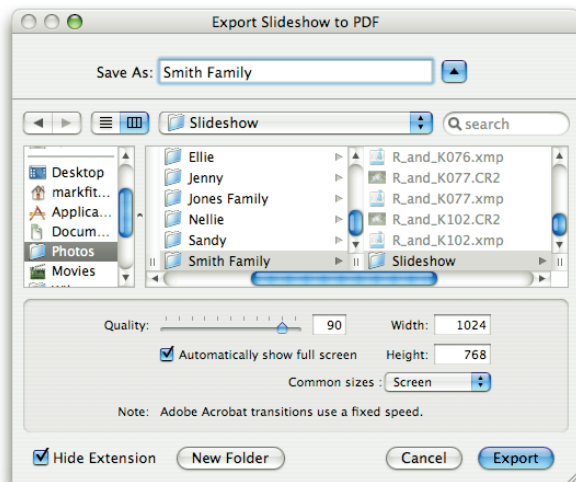 Export Slideshow to PDF
Save As: Smith Family
Slideshow
search
Desktop
markfit...
Applica...
Docum...
Photos
Movies
Ellie
Jenny
Jones Family
Nellie
Sandy
Smith Family
R_and_K076.xmp
R_and_K077.CR2
R_and_K077.xmp
R_and_K102.CR2
R_and_K102.xmp
Slideshow
Quality: 90 Width: 1024
Automatically show full screen Height: 768
Common sizes : Screen
Note: Adobe Acrobat transitions use a fixed speed.
Hide Extension New Folder Cancel Export